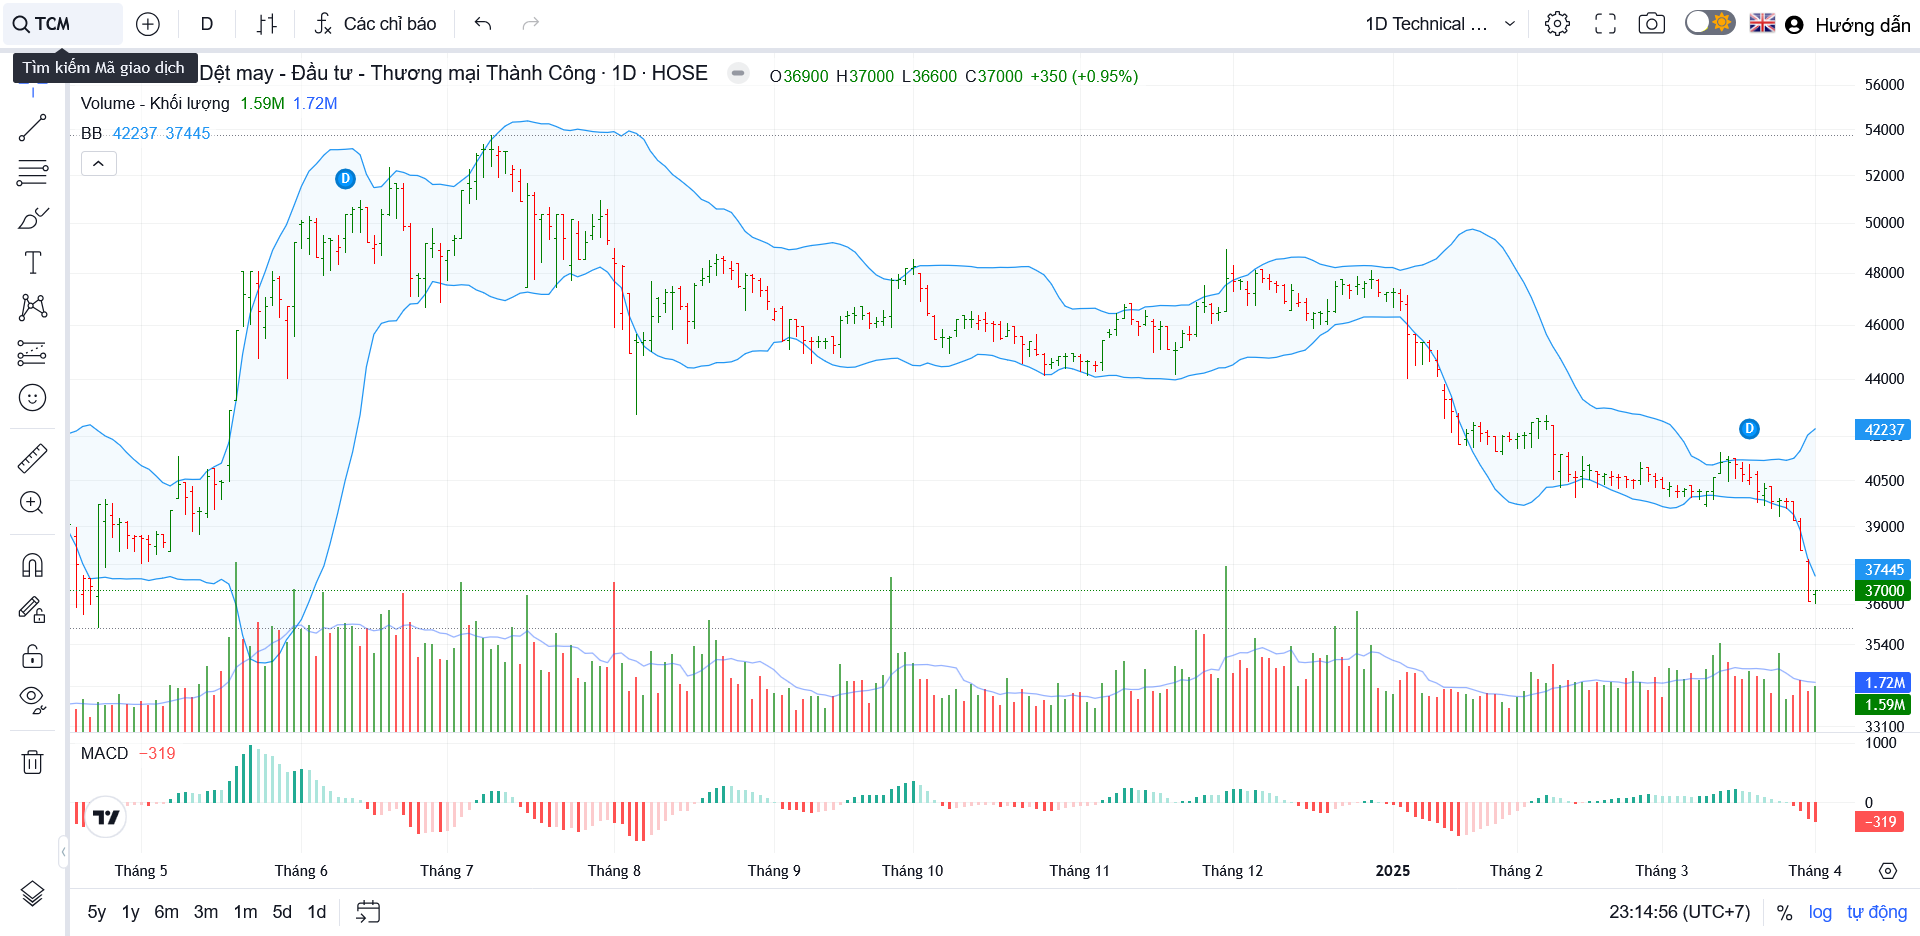 TCM
D
Các chỉ báo
1D Technical ...
Hướng dẫn
Tìm kiếm Mã giao dịch
Dệt may - Đầu tư - Thương mại Thành Công · 1D · HOSE
O36900 H37000 L36600 C37000 +350 (+0.95%)
Volume - Khối lượng 1.59M 1.72M
BB 42237 37445
D
D
56000
54000
52000
50000
48000
46000
44000
42237
40500
39000
37445
37000
36600
35400
1.72M
1.59M
33100
MACD −319
1000
0
−319
Tháng 5 Tháng 6 Tháng 7 Tháng 8 Tháng 9 Tháng 10 Tháng 11 Tháng 12 2025 Tháng 2 Tháng 3 Tháng 4
5y 1y 6m 3m 1m 5d 1d
23:14:56 (UTC+7) % log tự động